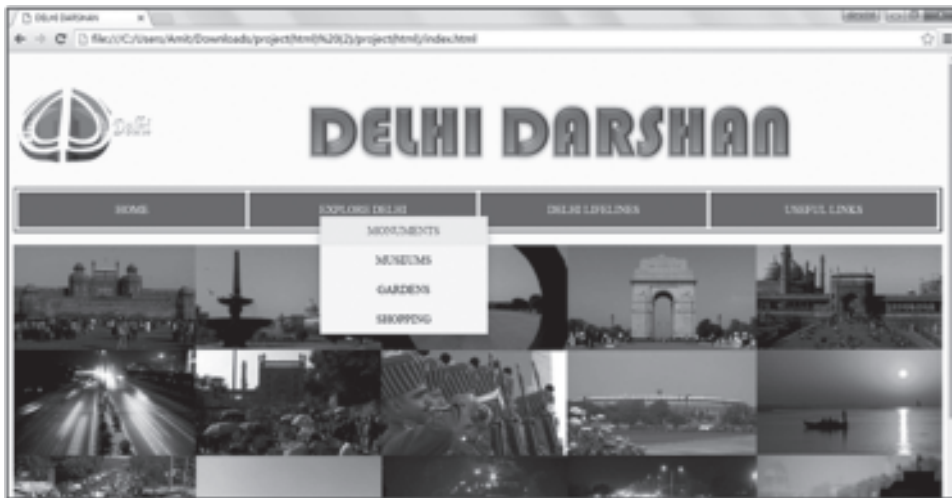 DELHI DARSHAN
file:///C:/Users/Amit/Downloads/project(html)%20(2)/project(html)/index.html
Delhi
DELHI DARSHAN
HOME EXPLORE DELHI DELHI LIFELINES USEFUL LINKS
MONUMENTS
MUSEUMS
GARDENS
SHOPPING